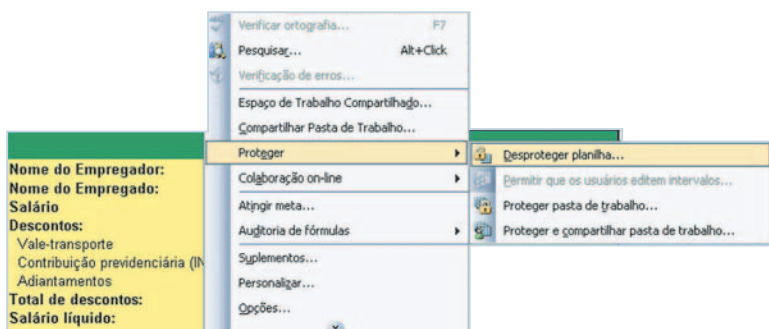 Verificar ortografia... F7
Pesquisar... Alt+Click
Verificação de erros...
Espaço de Trabalho Compartilhado...
Compartilhar Pasta de Trabalho...
Proteger
Colaboração on-line
Atingir meta...
Auditoria de fórmulas
Suplementos...
Personalizar...
Opções...
Desproteger planilha...
Permitir que os usuários editem intervalos...
Proteger pasta de trabalho...
Proteger e compartilhar pasta de trabalho...
Nome do Empregador:
Nome do Empregado:
Salário
Descontos:
Vale-transporte
Contribuição previdenciária (IN
Adiantamentos
Total de descontos:
Salário líquido: